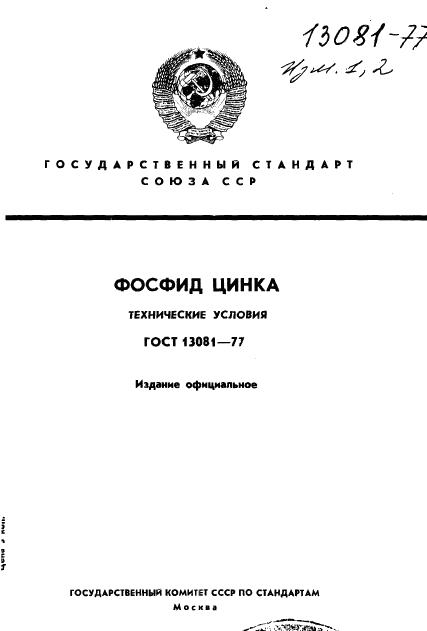 13081-77
Изм. 1, 2
ГОСУДАРСТВЕННЫЙ СТАНДАРТ
СОЮЗА ССР
ФОСФИД ЦИНКА
ТЕХНИЧЕСКИЕ УСЛОВИЯ
ГОСТ 13081—77
Издание официальное
ГОСУДАРСТВЕННЫЙ КОМИТЕТ СССР ПО СТАНДАРТАМ
Москва